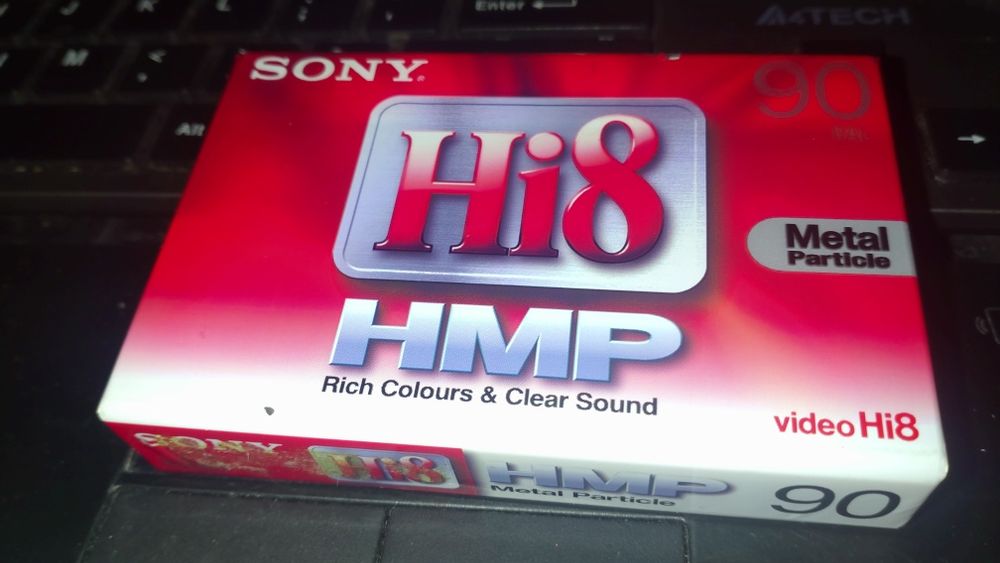 Enter
A4TECH
M
Alt
SONY
90
Hi8
Metal
Particle
HMP
Rich Colours & Clear Sound
video Hi8
SONY
Hi8
HMP
Metal Particle
90